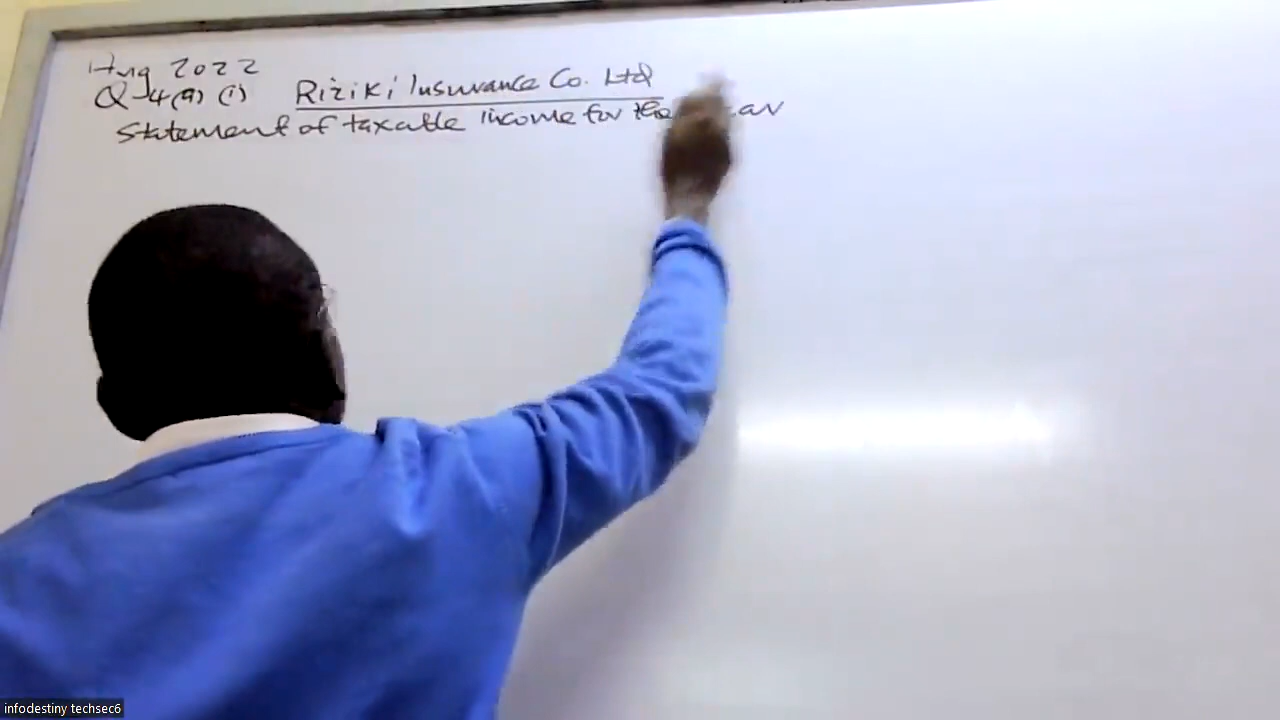 Aug 2022
Q-4(a) (i) Riziki Insurance Co. Ltd
Statement of taxable income for the
infodestiny techsec6